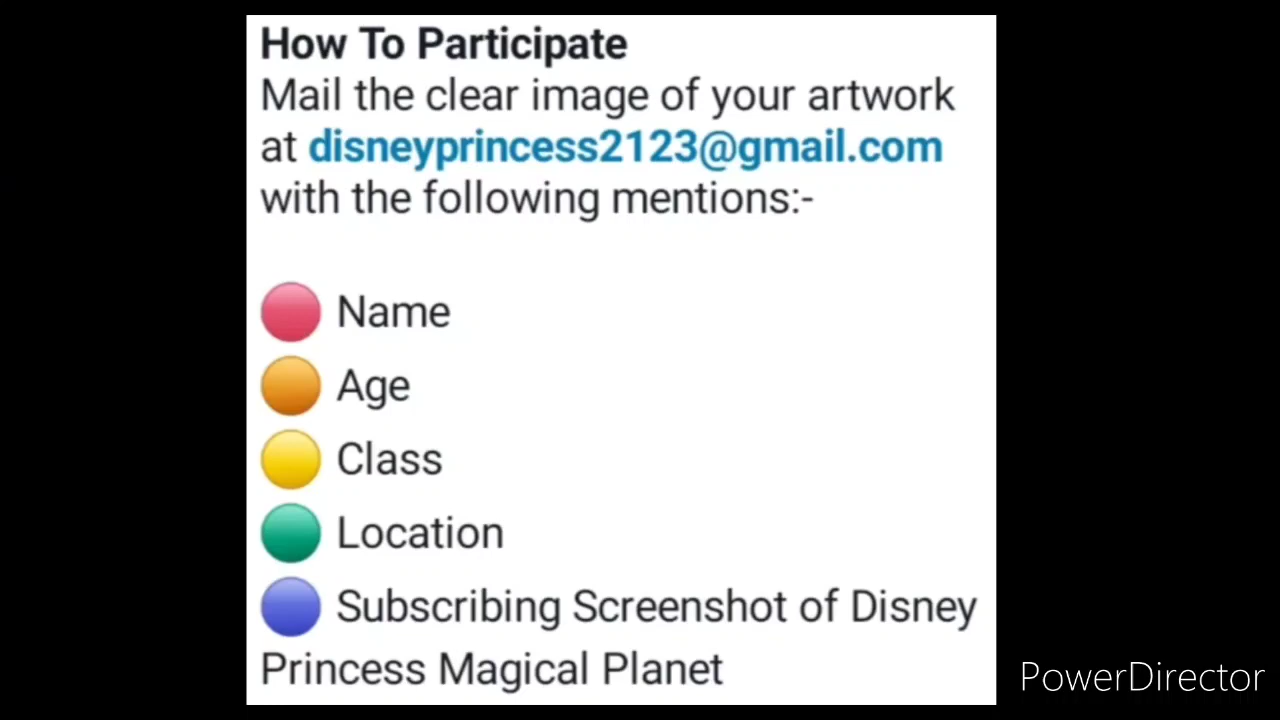 How To Participate
Mail the clear image of your artwork
at disneyprincess2123@gmail.com
with the following mentions:-
Name
Age
Class
Location
Subscribing Screenshot of Disney
Princess Magical Planet
PowerDirector